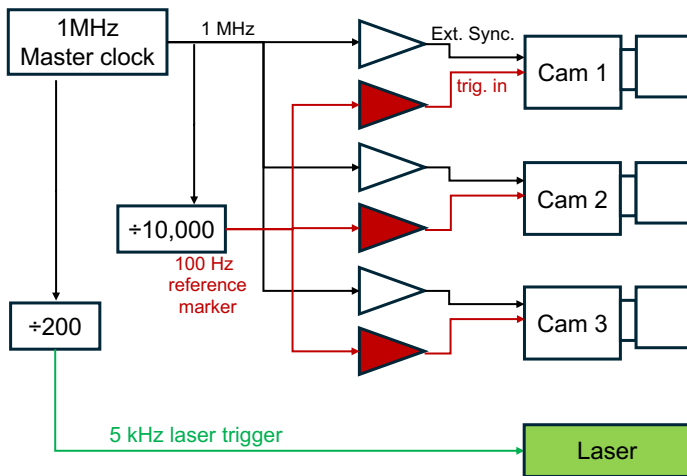 1MHz
Master clock
1 MHz
Ext. Sync.
Cam 1
trig. in
Cam 2
÷10,000
100 Hz
reference
marker
÷200
Cam 3
5 kHz laser trigger
Laser